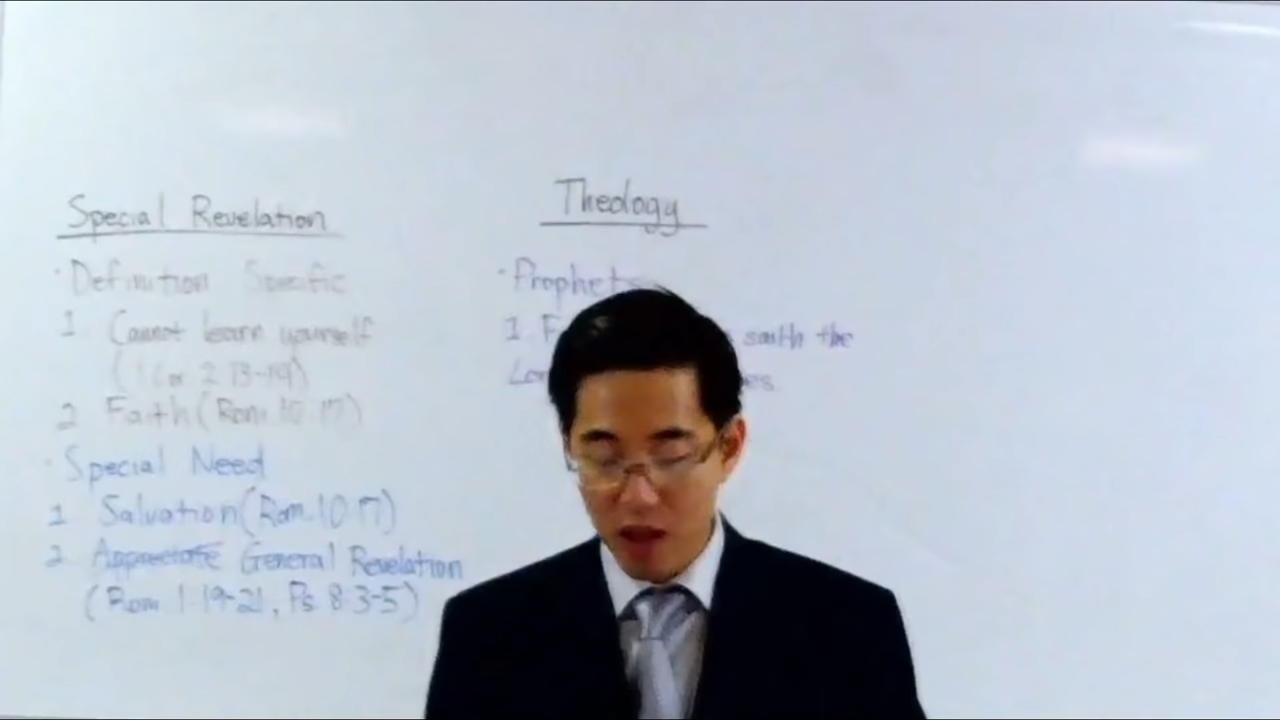 Special Revelation
· Definition Specific
1 Cannot learn yourself
(1 Cor 2:13-14)
2 Faith (Rom. 10:17)
· Special Need
1 Salvation (Rom. 10:17)
2 Appreciate General Revelation
(Rom 1:19-21, Ps. 8:3-5)
Theology
· Prophets
1 saith the